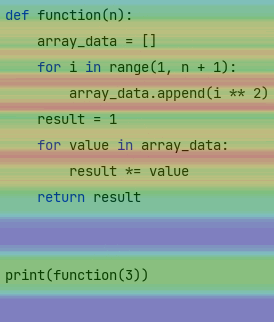 def function(n):
    array_data = []
    for i in range(1, n + 1):
        array_data.append(i ** 2)
    result = 1
    for value in array_data:
        result *= value
    return result


print(function(3))